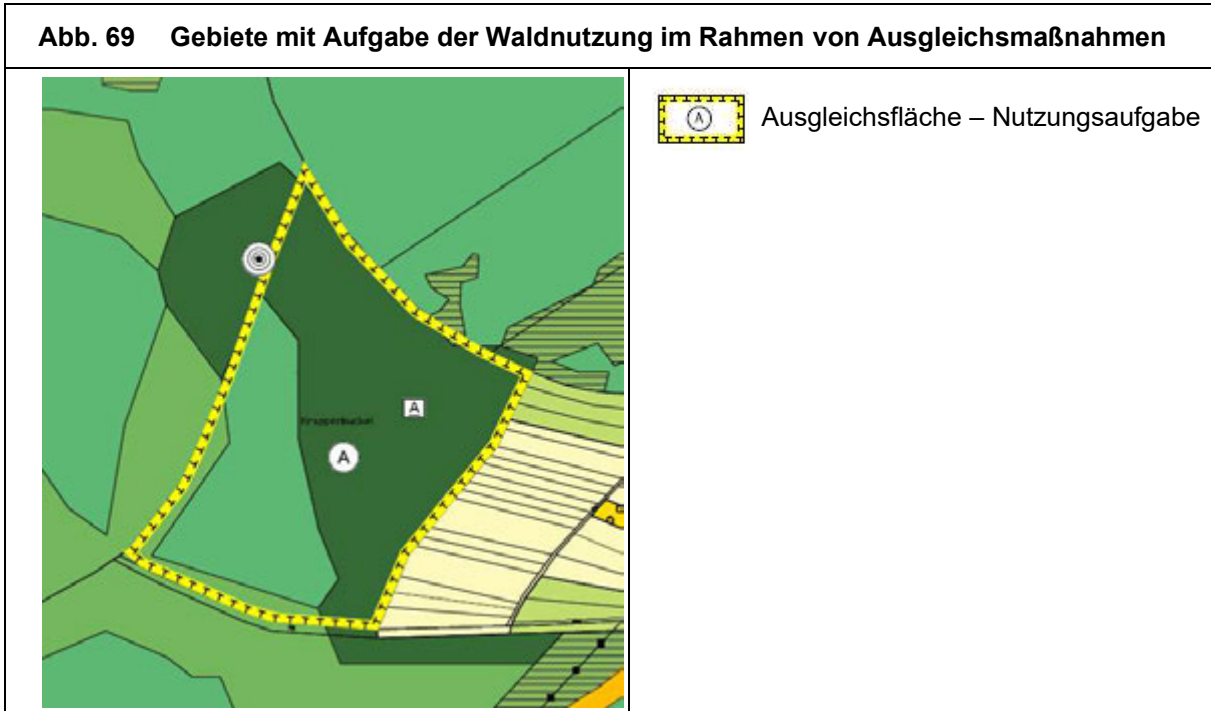 Abb. 69 Gebiete mit Aufgabe der Waldnutzung im Rahmen von Ausgleichsmaßnahmen
A Ausgleichsfläche – Nutzungsaufgabe
A
A